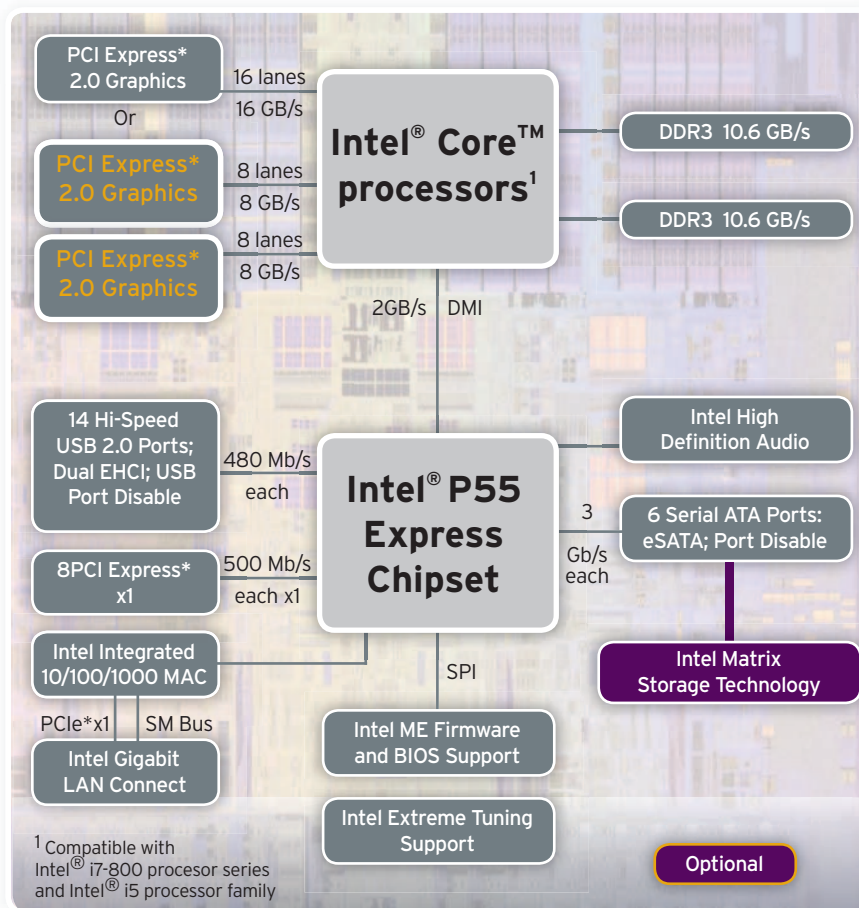 PCI Express*
2.0 Graphics
16 lanes
16 GB/s
Or
PCI Express*
2.0 Graphics
8 lanes
8 GB/s
PCI Express*
2.0 Graphics
8 lanes
8 GB/s
Intel® Core™
processors¹
DDR3 10.6 GB/s
DDR3 10.6 GB/s
2GB/s DMI
14 Hi-Speed
USB 2.0 Ports;
Dual EHCI; USB
Port Disable
480 Mb/s
each
Intel® P55
Express
Chipset
Intel High
Definition Audio
3
Gb/s
each
6 Serial ATA Ports:
eSATA; Port Disable
8PCI Express*
x1
500 Mb/s
each x1
Intel Integrated
10/100/1000 MAC
PCIe*x1 SM Bus
Intel Gigabit
LAN Connect
SPI
Intel ME Firmware
and BIOS Support
Intel Matrix
Storage Technology
Intel Extreme Tuning
Support
¹ Compatible with
Intel® i7-800 procesor series
and Intel® i5 processor family
Optional